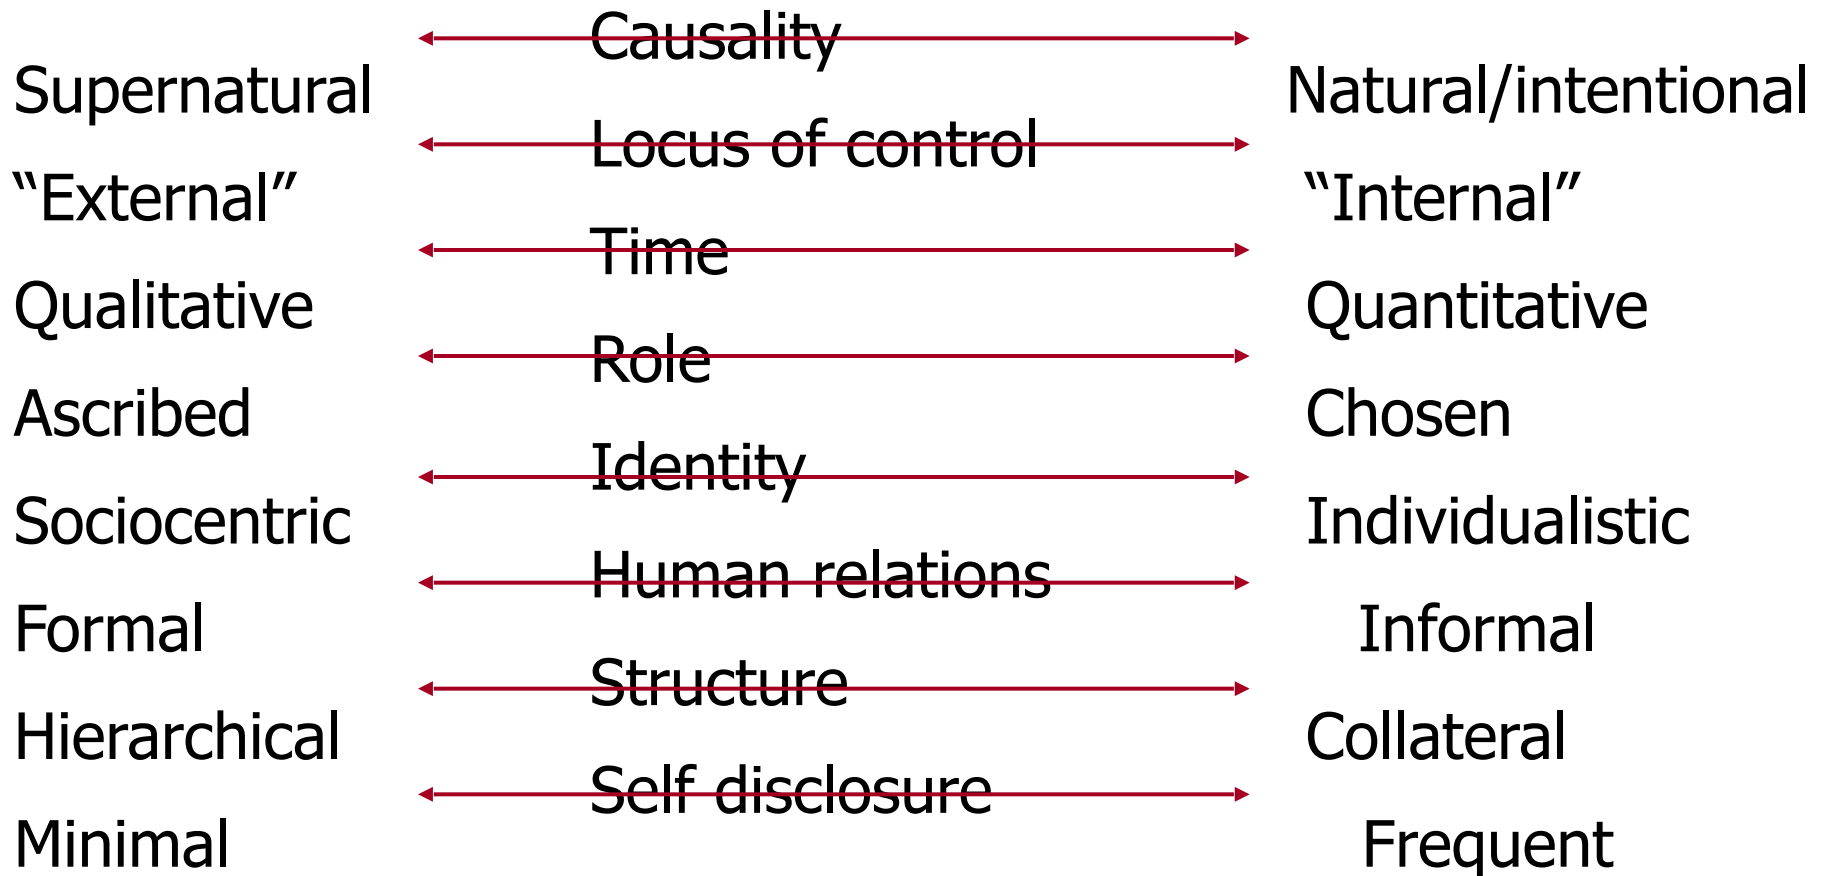 Causality
Supernatural Natural/intentional
Locus of control
“External” “Internal”
Time
Qualitative Quantitative
Role
Ascribed Chosen
Identity
Sociocentric Individualistic
Human relations
Formal Informal
Structure
Hierarchical Collateral
Self disclosure
Minimal Frequent